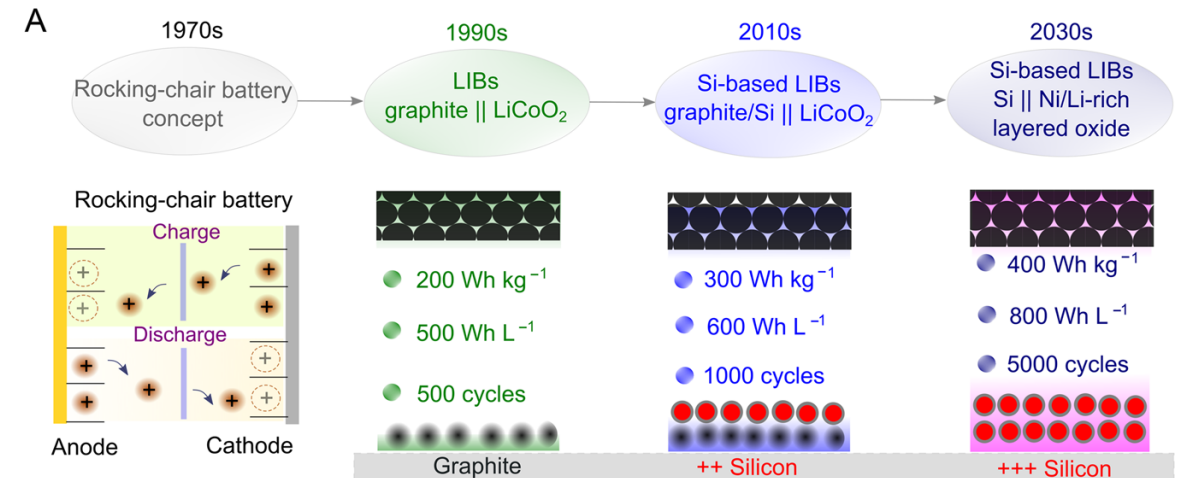 A
1970s
Rocking-chair battery
concept
1990s
LIBs
graphite || LiCoO₂
2010s
Si-based LIBs
graphite/Si || LiCoO₂
2030s
Si-based LIBs
Si || Ni/Li-rich
layered oxide
Rocking-chair battery
Charge
+ + + + + +
Discharge
+ + + + + + +
Anode
Cathode
200 Wh kg⁻¹
500 Wh L⁻¹
500 cycles
Graphite
300 Wh kg⁻¹
600 Wh L⁻¹
1000 cycles
++ Silicon
400 Wh kg⁻¹
800 Wh L⁻¹
5000 cycles
+++ Silicon